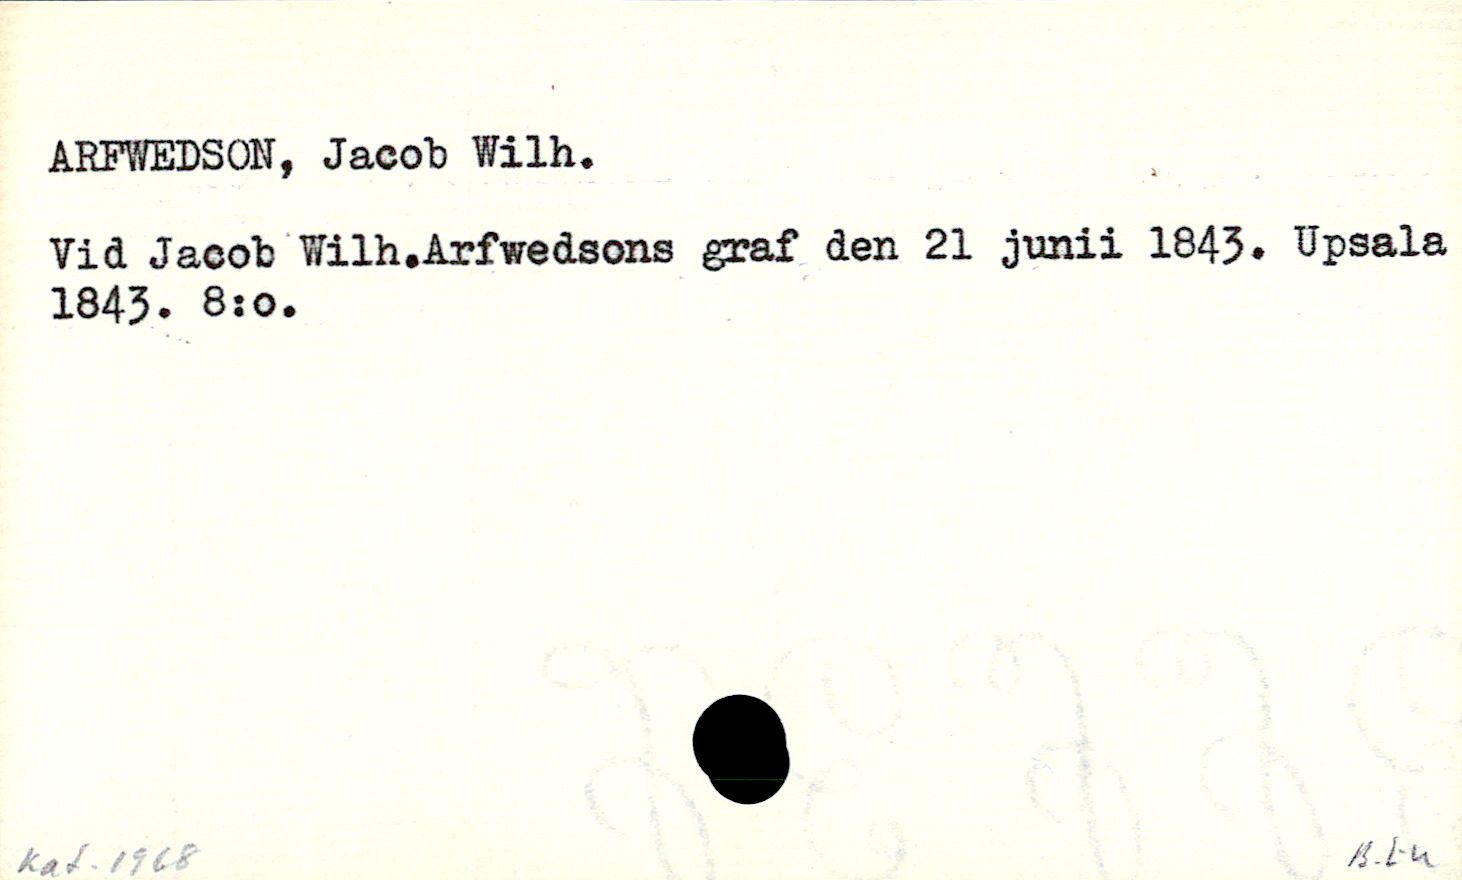 ARFWEDSON, Jacob Wilh.
Vid Jacob Wilh.Arfwedsons graf den 21 junii 1843. Upsala
1843. 8:o.
Kat. 1968